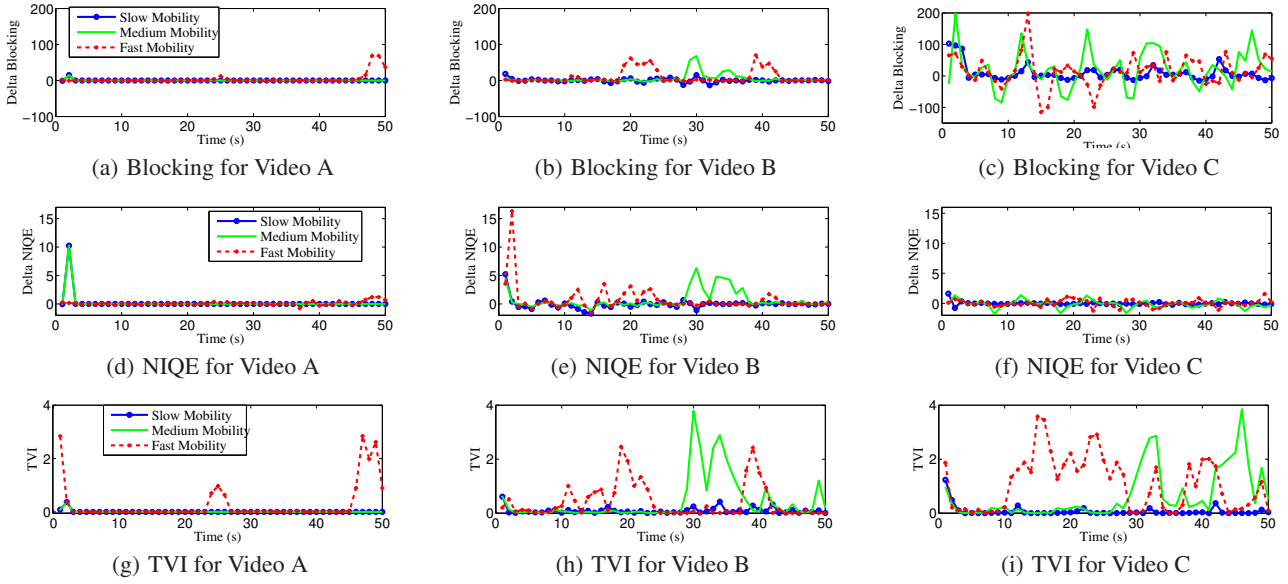 200
100
0
−100
Delta Blocking
0 10 20 30 40 50
Time (s)
Slow Mobility
Medium Mobility
Fast Mobility
(a) Blocking for Video A
200
100
0
−100
Delta Blocking
0 10 20 30 40 50
Time (s)
(b) Blocking for Video B
200
100
0
−100
Delta Blocking
0 10 20 30 40 50
Time (s)
(c) Blocking for Video C
15
10
5
0
Delta NIQE
0 10 20 30 40 50
Time (s)
Slow Mobility
Medium Mobility
Fast Mobility
(d) NIQE for Video A
15
10
5
0
Delta NIQE
0 10 20 30 40 50
Time (s)
(e) NIQE for Video B
15
10
5
0
Delta NIQE
0 10 20 30 40 50
Time (s)
(f) NIQE for Video C
4
2
0
TVI
0 10 20 30 40 50
Time (s)
Slow Mobility
Medium Mobility
Fast Mobility
(g) TVI for Video A
4
2
0
TVI
0 10 20 30 40 50
Time (s)
(h) TVI for Video B
4
2
0
TVI
0 10 20 30 40 50
Time (s)
(i) TVI for Video C